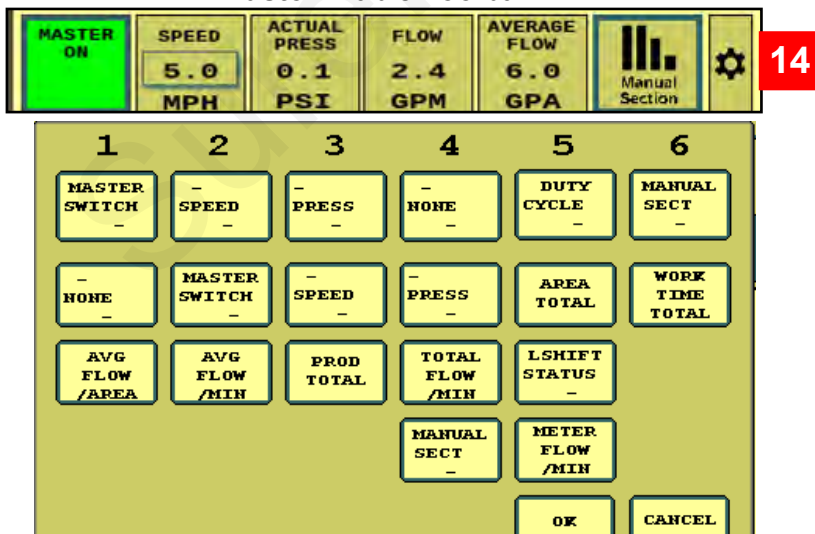 MASTER
ON
SPEED
5.0
MPH
ACTUAL
PRESS
0.1
PSI
FLOW
2.4
GPM
AVERAGE
FLOW
6.0
GPA
Manual
Section
14
1 2 3 4 5 6
MASTER
SWITCH
–
–
SPEED
–
–
PRESS
–
–
NONE
–
DUTY
CYCLE
–
MANUAL
SECT
–
–
NONE
–
MASTER
SWITCH
–
–
SPEED
–
–
PRESS
–
AREA
TOTAL
WORK
TIME
TOTAL
AVG
FLOW
/AREA
AVG
FLOW
/MIN
PROD
TOTAL
TOTAL
FLOW
/MIN
LSHIFT
STATUS
–
MANUAL
SECT
–
METER
FLOW
/MIN
OK
CANCEL